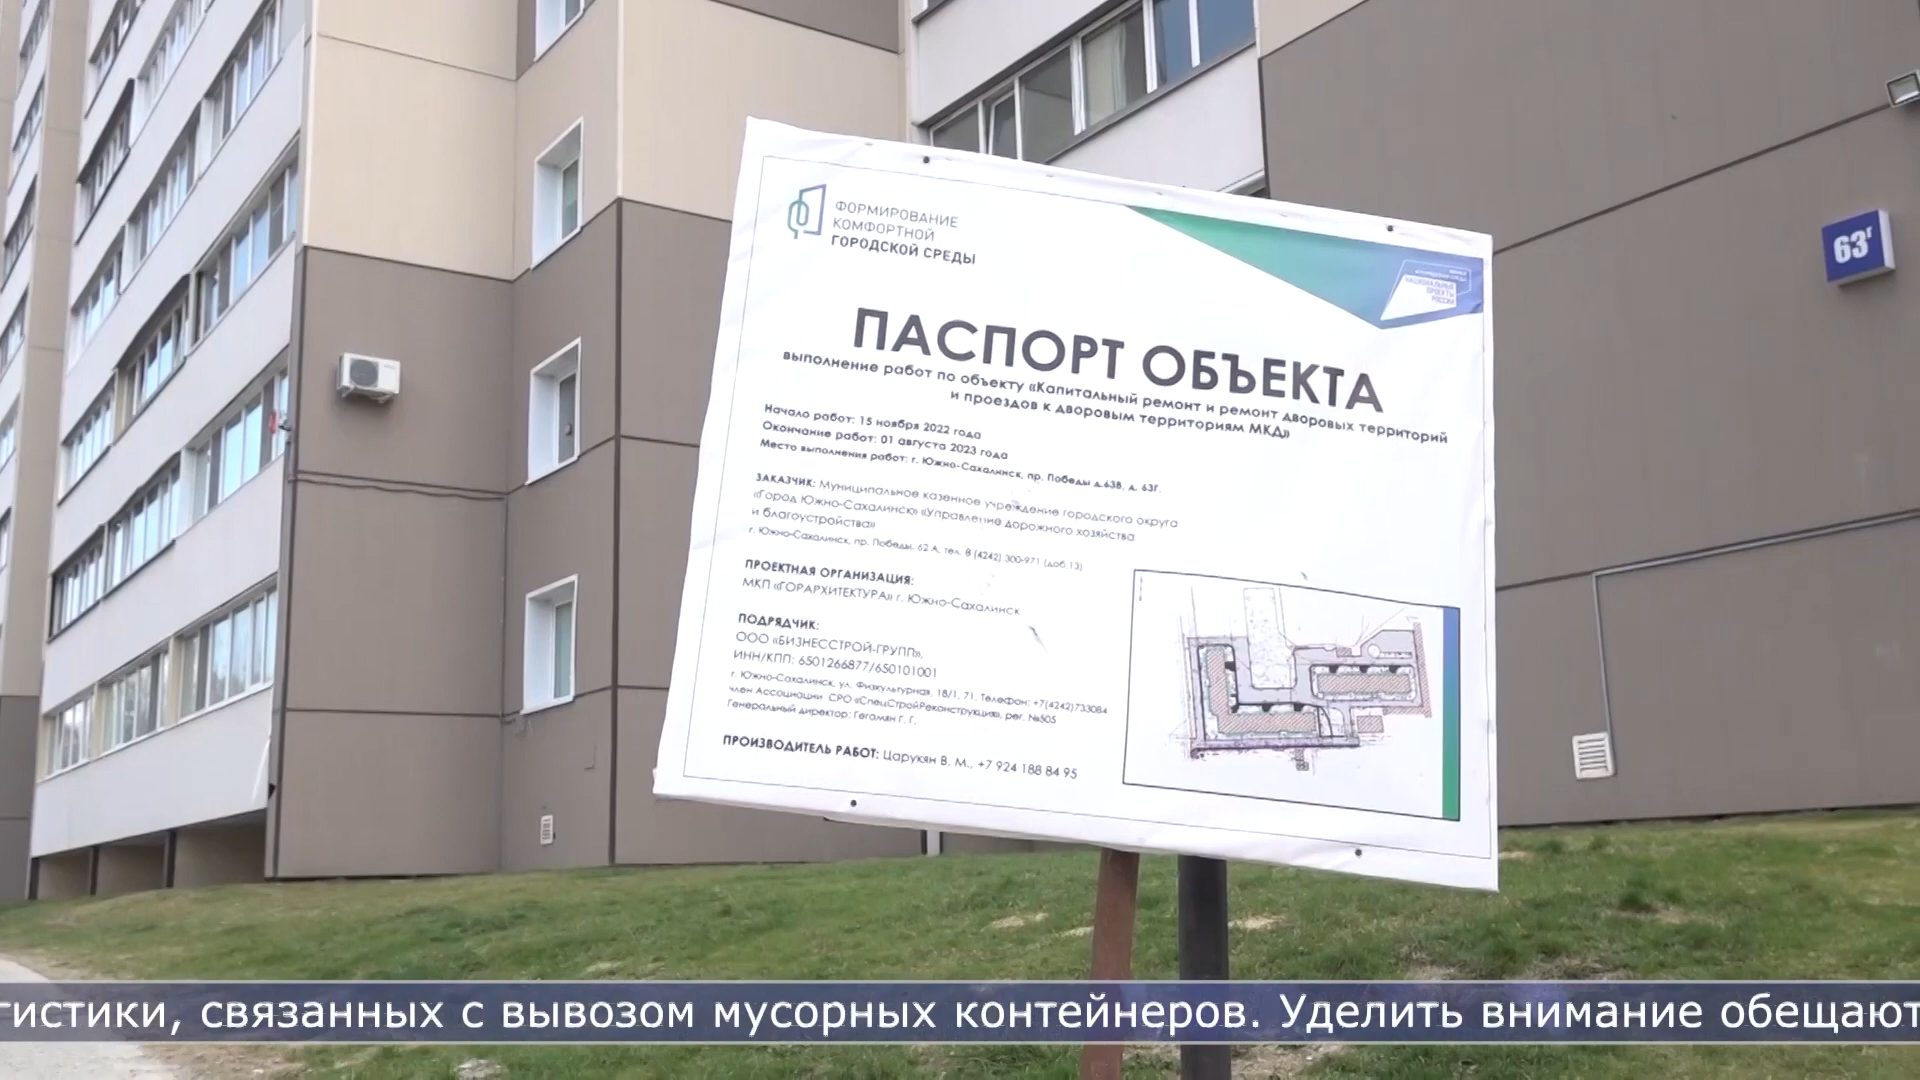 ФОРМИРОВАНИЕ
КОМФОРТНОЙ
ГОРОДСКОЙ СРЕДЫ
НАЦИОНАЛЬНЫЕ
ПРОЕКТЫ
РОССИИ
63г
ПАСПОРТ ОБЪЕКТА
выполнение работ по объекту «Капитальный ремонт и ремонт дворовых территорий
и проездов к дворовым территориям МКД»
Начало работ: 15 ноября 2022 года
Окончание работ: 01 августа 2023 года
Место выполнения работ: г. Южно-Сахалинск, пр. Победы д.63В, д. 63Г.
ЗАКАЗЧИК: Муниципальное казенное учреждение городского округа
«Город Южно-Сахалинск» «Управление дорожного хозяйства
и благоустройства»
г. Южно-Сахалинск, пр. Победы, 62 А, тел. 8 (4242) 300-971 (доб.13)
ПРОЕКТНАЯ ОРГАНИЗАЦИЯ:
МКП «ГОРАРХИТЕКТУРА» г. Южно-Сахалинск
ПОДРЯДЧИК:
ООО «БИЗНЕССТРОЙ-ГРУПП»,
ИНН/КПП: 6501266877/650101001
г. Южно-Сахалинск, ул. Физкультурная, 18/1, 71, Телефон: +7(4242)733084
член Ассоциации СРО «СпецСтройРеконструкция», рег. №505
Генеральный директор: Гегамян Г. Г.
ПРОИЗВОДИТЕЛЬ РАБОТ: Царукян В. М., +7 924 188 84 95
гистики, связанных с вывозом мусорных контейнеров. Уделить внимание обещают